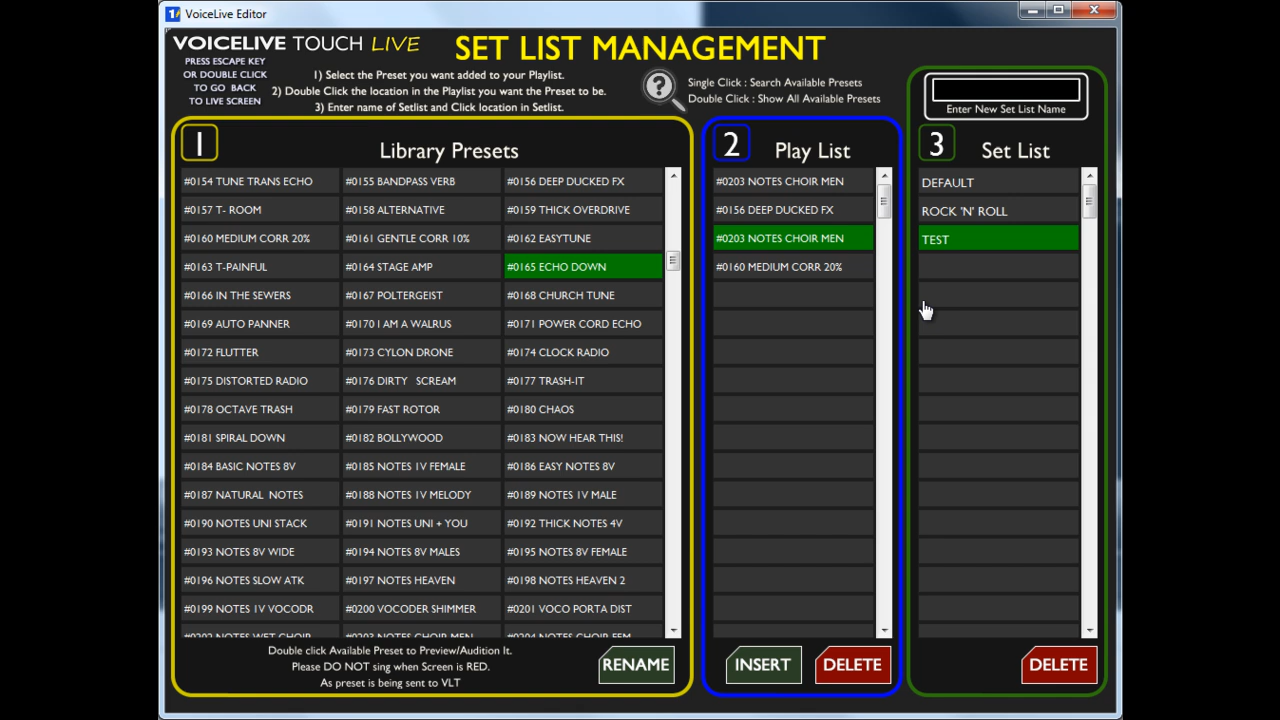 VoiceLive Editor
VOICELIVE TOUCH LIVE
PRESS ESCAPE KEY
OR DOUBLE CLICK
TO GO BACK
TO LIVE SCREEN
SET LIST MANAGEMENT
1) Select the Preset you want added to your Playlist.
2) Double Click the location in the Playlist you want the Preset to be.
3) Enter name of Setlist and Click location in Setlist.
?
Single Click : Search Available Presets
Double Click : Show All Available Presets
Enter New Set List Name
1 Library Presets
#0154 TUNE TRANS ECHO #0155 BANDPASS VERB #0156 DEEP DUCKED FX
#0157 T- ROOM #0158 ALTERNATIVE #0159 THICK OVERDRIVE
#0160 MEDIUM CORR 20% #0161 GENTLE CORR 10% #0162 EASYTUNE
#0163 T-PAINFUL #0164 STAGE AMP #0165 ECHO DOWN
#0166 IN THE SEWERS #0167 POLTERGEIST #0168 CHURCH TUNE
#0169 AUTO PANNER #0170 I AM A WALRUS #0171 POWER CORD ECHO
#0172 FLUTTER #0173 CYLON DRONE #0174 CLOCK RADIO
#0175 DISTORTED RADIO #0176 DIRTY SCREAM #0177 TRASH-IT
#0178 OCTAVE TRASH #0179 FAST ROTOR #0180 CHAOS
#0181 SPIRAL DOWN #0182 BOLLYWOOD #0183 NOW HEAR THIS!
#0184 BASIC NOTES 8V #0185 NOTES 1V FEMALE #0186 EASY NOTES 8V
#0187 NATURAL NOTES #0188 NOTES 1V MELODY #0189 NOTES 1V MALE
#0190 NOTES UNI STACK #0191 NOTES UNI + YOU #0192 THICK NOTES 4V
#0193 NOTES 8V WIDE #0194 NOTES 8V MALES #0195 NOTES 8V FEMALE
#0196 NOTES SLOW ATK #0197 NOTES HEAVEN #0198 NOTES HEAVEN 2
#0199 NOTES 1V VOCODR #0200 VOCODER SHIMMER #0201 VOCO PORTA DIST
#0202 NOTES WET CHOIR #0203 NOTES CHOIR MEN #0204 NOTES CHOIR FEM
Double click Available Preset to Preview/Audition It.
Please DO NOT sing when Screen is RED.
As preset is being sent to VLT
RENAME
2 Play List
#0203 NOTES CHOIR MEN
#0156 DEEP DUCKED FX
#0203 NOTES CHOIR MEN
#0160 MEDIUM CORR 20%
INSERT DELETE
3 Set List
DEFAULT
ROCK 'N' ROLL
TEST
DELETE